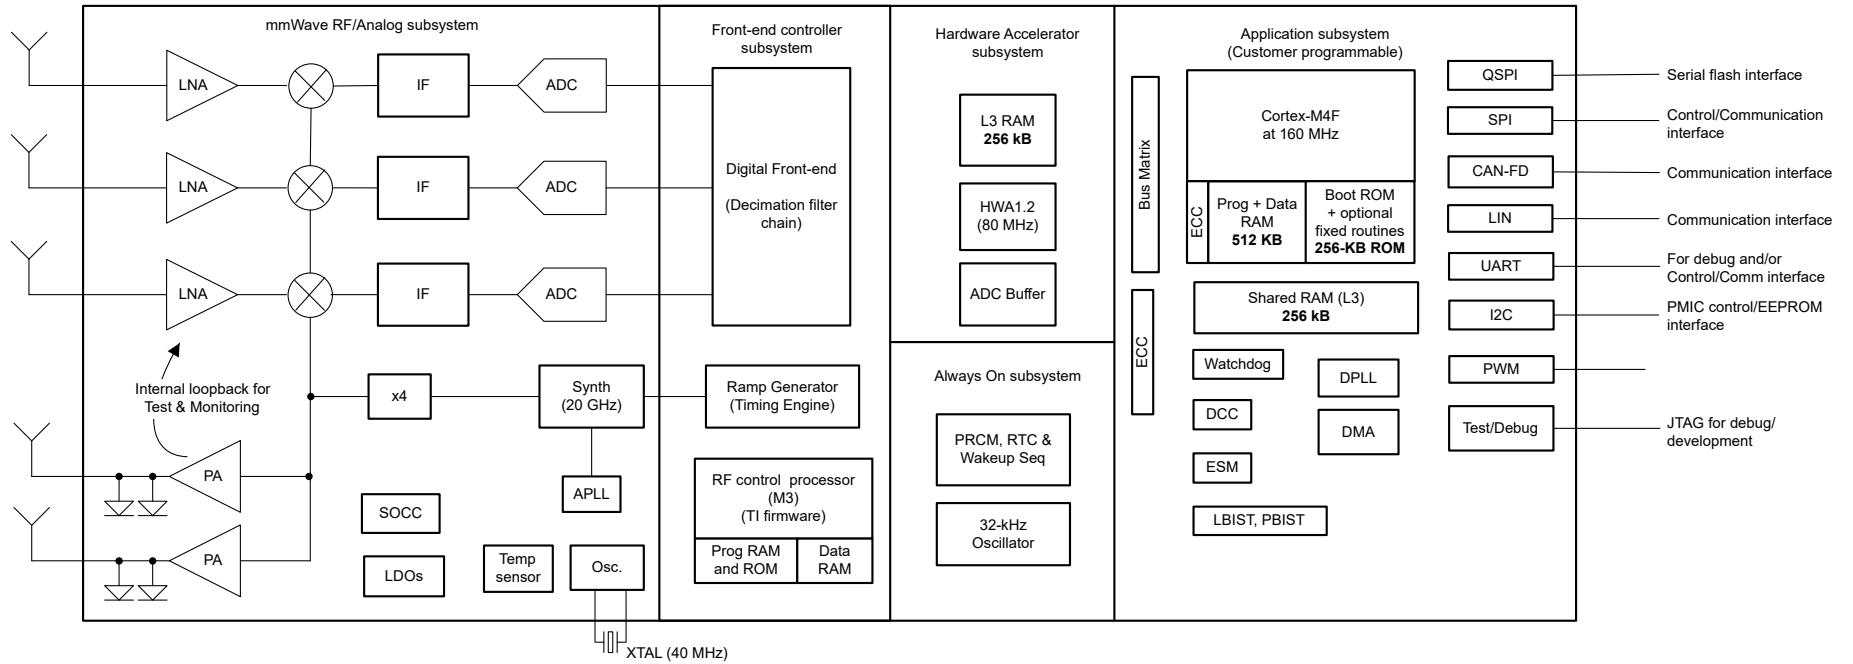 mmWave RF/Analog subsystem
LNA
IF
ADC
LNA
IF
ADC
LNA
IF
ADC
Internal loopback for
Test & Monitoring
x4
Synth
(20 GHz)
PA
APLL
SOCC
PA
LDOs
Temp
sensor
Osc.
XTAL (40 MHz)
Front-end controller
subsystem
Digital Front-end
(Decimation filter
chain)
Ramp Generator
(Timing Engine)
RF control processor
(M3)
(TI firmware)
Prog RAM
and ROM
Data
RAM
Hardware Accelerator
subsystem
L3 RAM
256 kB
HWA1.2
(80 MHz)
ADC Buffer
Always On subsystem
PRCM, RTC &
Wakeup Seq
32-kHz
Oscillator
Application subsystem
(Customer programmable)
Bus Matrix
Cortex-M4F
at 160 MHz
ECC
Prog + Data
RAM
512 KB
Boot ROM
+ optional
fixed routines
256-KB ROM
ECC
Shared RAM (L3)
256 kB
Watchdog
DPLL
DCC
DMA
ESM
LBIST, PBIST
QSPI
Serial flash interface
SPI
Control/Communication
interface
CAN-FD
Communication interface
LIN
Communication interface
UART
For debug and/or
Control/Comm interface
I2C
PMIC control/EEPROM
interface
PWM
Test/Debug
JTAG for debug/
development